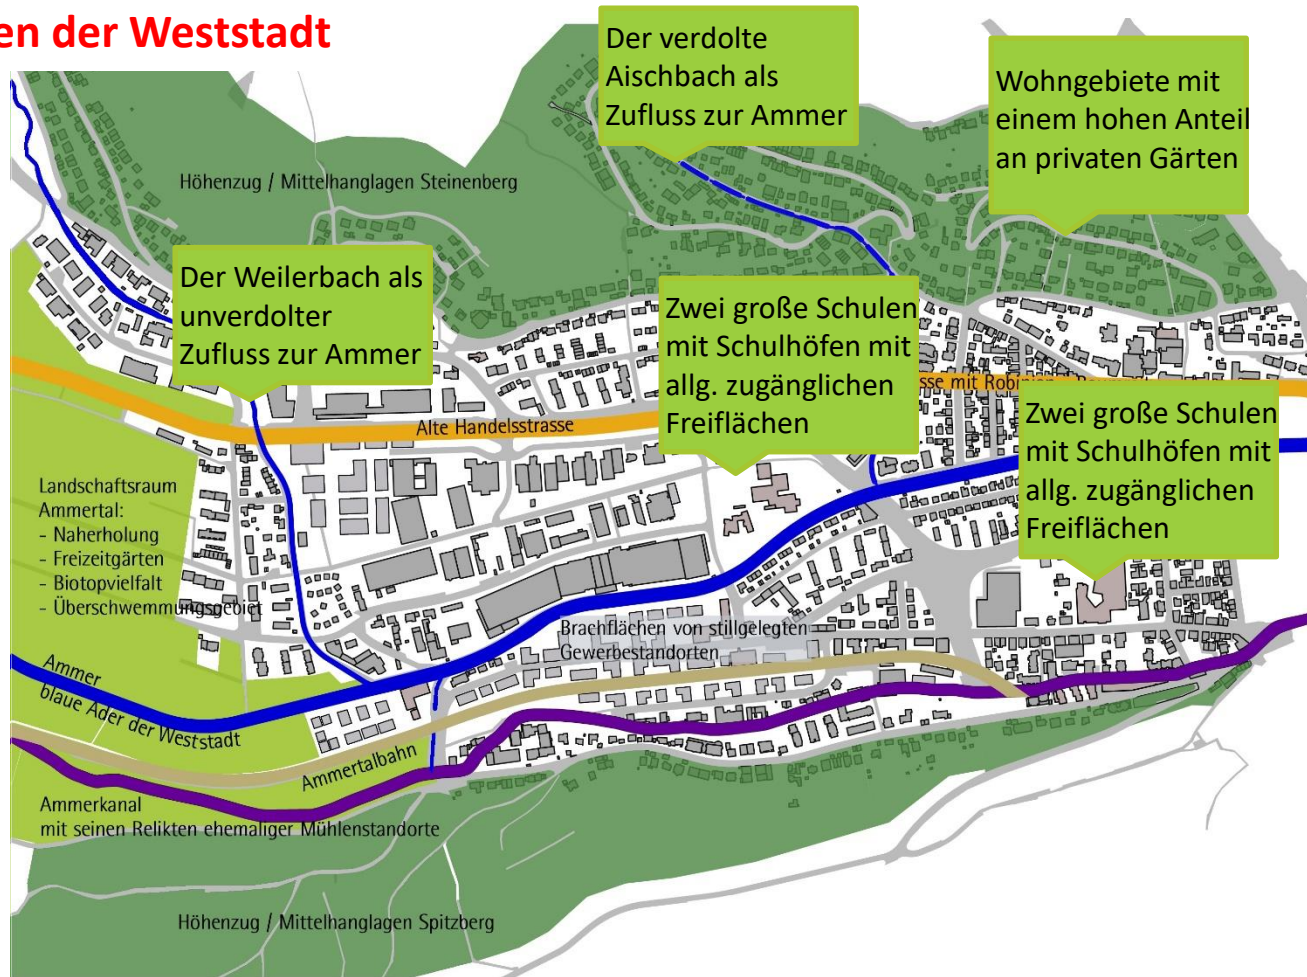 en der Weststadt
Der verdolte
Aischbach als
Zufluss zur Ammer
Wohngebiete mit
einem hohen Anteil
an privaten Gärten
Höhenzug / Mittelhanglagen Steinenberg
Der Weilerbach als
unverdolter
Zufluss zur Ammer
Zwei große Schulen
mit Schulhöfen mit
allg. zugänglichen
Freiflächen
sse mit
Alte Handelsstrasse
Zwei große Schulen
mit Schulhöfen mit
allg. zugänglichen
Freiflächen
Landschaftsraum
Ammertal:
- Naherholung
- Freizeitgärten
- Biotopvielfalt
- Überschwemmungsgebiet
Brachflächen von stillgelegten
Gewerbestandorten
Ammer
blaue Ader der Weststadt
Ammertalbahn
Ammerkanal
mit seinen Relikten ehemaliger Mühlenstandorte
Höhenzug / Mittelhanglagen Spitzberg